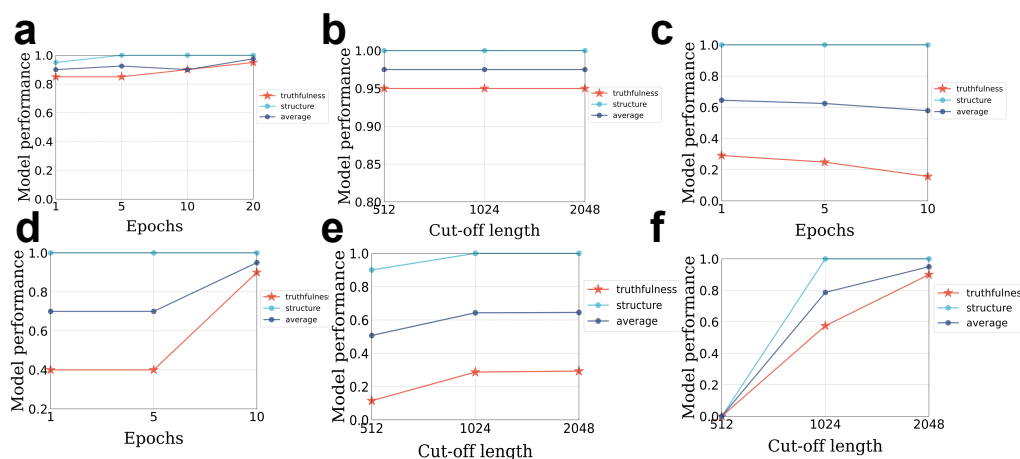 a
Model performance
1.0
0.8
0.6
0.4
0.2
0.0
1 5 10 20
Epochs
truthfulness
structure
average
b
Model performance
1.00
0.95
0.90
0.85
0.80
512 1024 2048
Cut-off length
truthfulness
structure
average
c
Model performance
1.0
0.8
0.6
0.4
0.2
0.0
1 5 10
Epochs
truthfulness
structure
average
d
Model performance
1.0
0.8
0.6
0.4
0.2
1 5 10
Epochs
truthfulness
structure
average
e
Model performance
1.0
0.8
0.6
0.4
0.2
0.0
512 1024 2048
Cut-off length
truthfulness
structure
average
f
Model performance
1.0
0.8
0.6
0.4
0.2
0.0
512 1024 2048
Cut-off length
truthfulness
structure
average